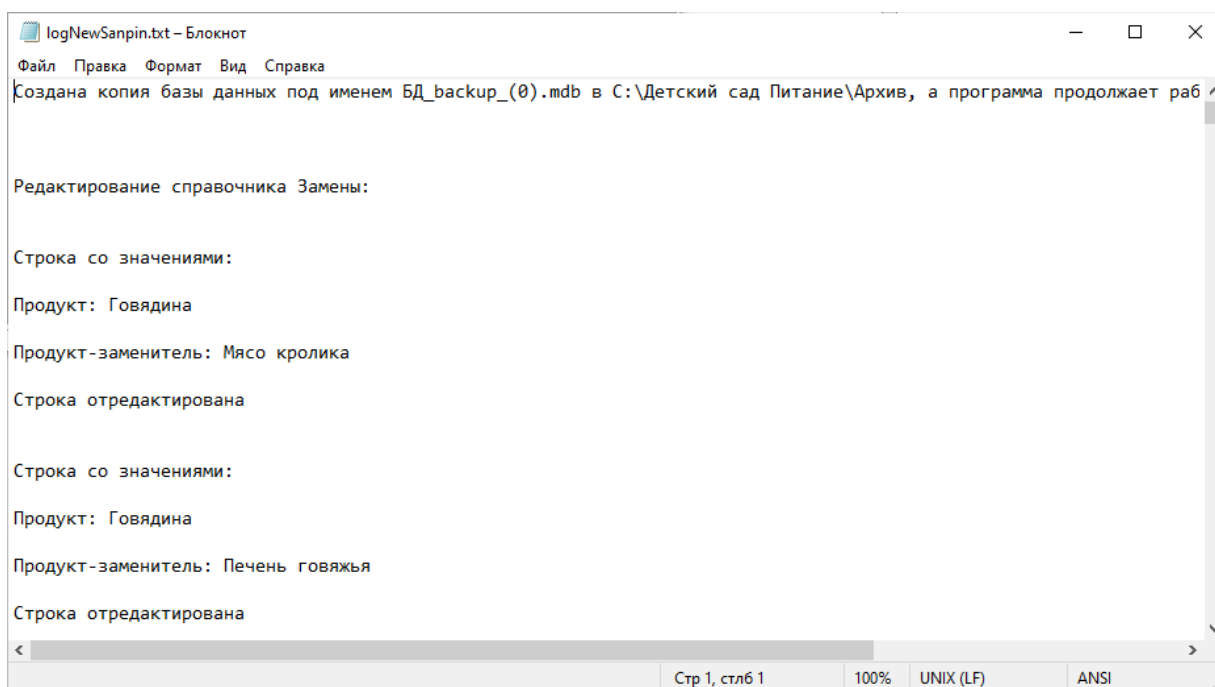 logNewSanpin.txt – Блокнот
Файл Правка Формат Вид Справка
Создана копия базы данных под именем БД_backup_(0).mdb в C:\Детский сад Питание\Архив, а программа продолжает раб
Редактирование справочника Замены:
Строка со значениями:
Продукт: Говядина
Продукт-заменитель: Мясо кролика
Строка отредактирована
Строка со значениями:
Продукт: Говядина
Продукт-заменитель: Печень говяжья
Строка отредактирована
Стр 1, стлб 1 100% UNIX (LF) ANSI